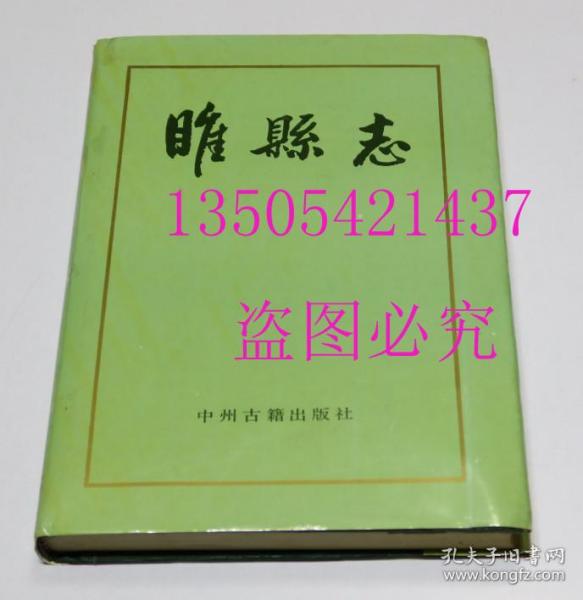 睢縣志
13505421437
盗图必究
中州古籍出版社
孔夫子旧书网
www.kongfz.com